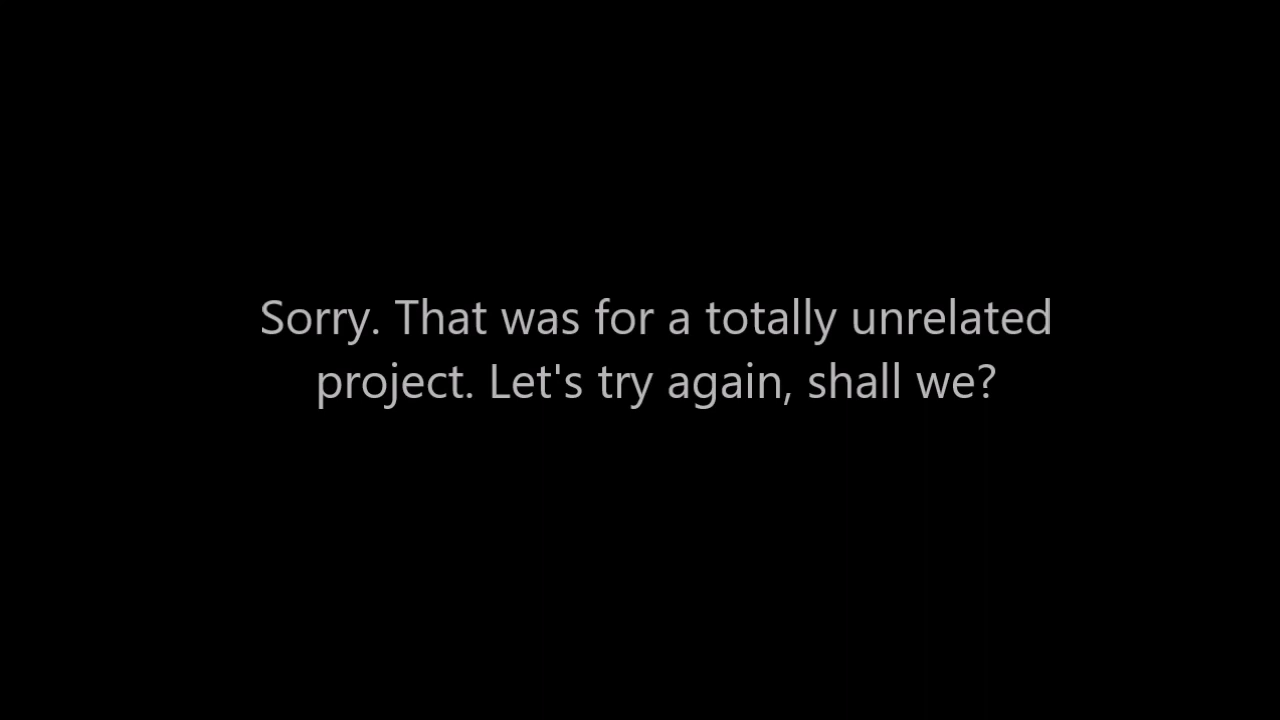 Sorry. That was for a totally unrelated
project. Let's try again, shall we?